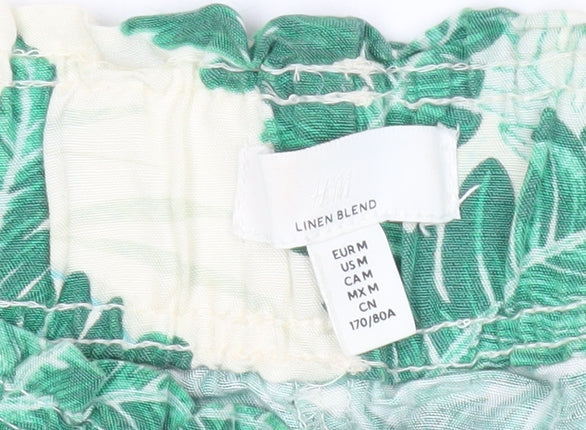 H&M
LINEN BLEND
EUR M
US M
CA M
MX M
CN
170/80A